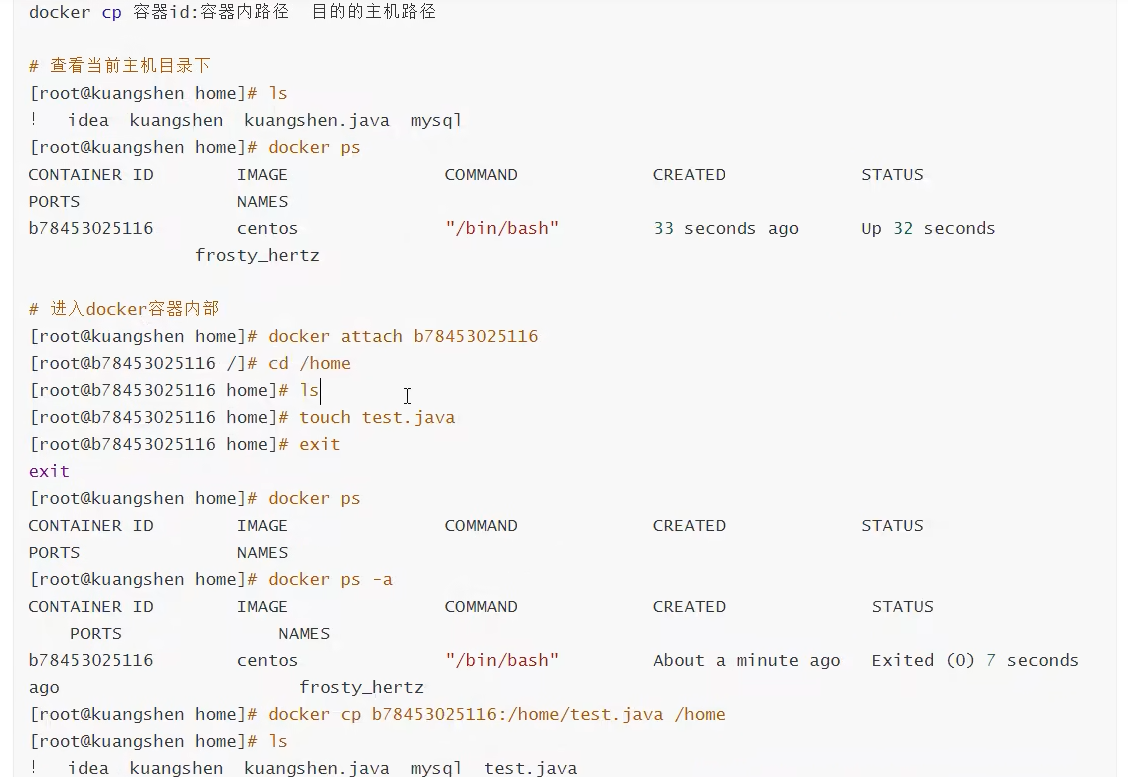 docker cp 容器id:容器内路径 目的的主机路径
# 查看当前主机目录下
[root@kuangshen home]# ls
! idea kuangshen kuangshen.java mysql
[root@kuangshen home]# docker ps
CONTAINER ID IMAGE COMMAND CREATED STATUS
PORTS NAMES
b78453025116 centos "/bin/bash" 33 seconds ago Up 32 seconds
frosty_hertz
# 进入docker容器内部
[root@kuangshen home]# docker attach b78453025116
[root@b78453025116 /]# cd /home
[root@b78453025116 home]# ls
[root@b78453025116 home]# touch test.java
[root@b78453025116 home]# exit
exit
[root@kuangshen home]# docker ps
CONTAINER ID IMAGE COMMAND CREATED STATUS
PORTS NAMES
[root@kuangshen home]# docker ps -a
CONTAINER ID IMAGE COMMAND CREATED STATUS
PORTS NAMES
b78453025116 centos "/bin/bash" About a minute ago Exited (0) 7 seconds
ago frosty_hertz
[root@kuangshen home]# docker cp b78453025116:/home/test.java /home
[root@kuangshen home]# ls
! idea kuangshen kuangshen.java mysql test.java